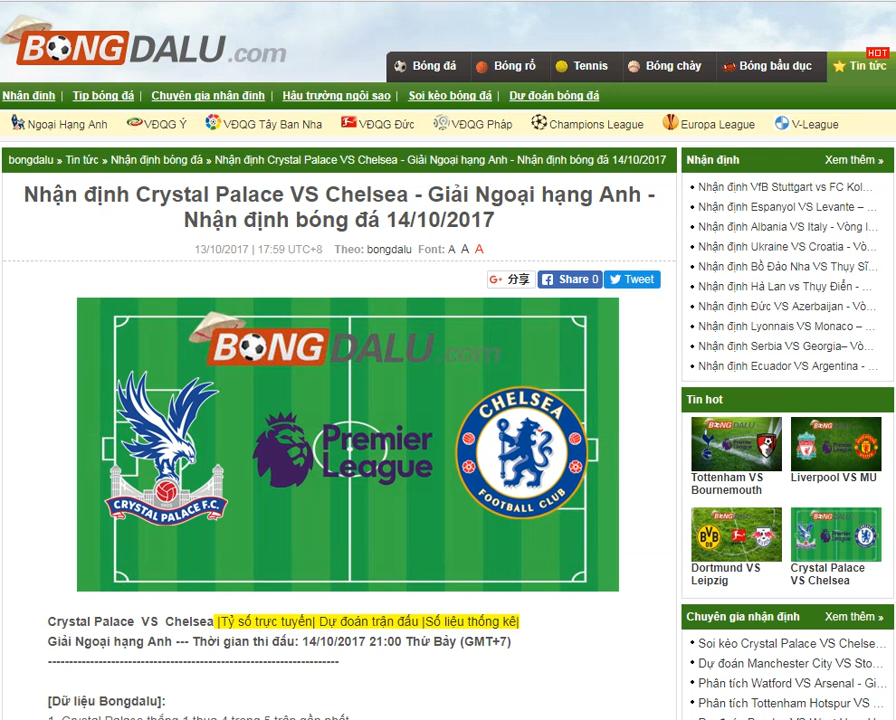 BONGDALU.com
Bóng đá
Bóng rổ
Tennis
Bóng chày
Bóng bầu dục
HOT
Tin tức
Nhận định | Tip bóng đá | Chuyên gia nhận định | Hậu trường ngôi sao | Soi kèo bóng đá | Dự đoán bóng đá
Ngoại Hạng Anh
VĐQG Ý
VĐQG Tây Ban Nha
VĐQG Đức
VĐQG Pháp
Champions League
Europa League
V-League
bongdalu » Tin tức » Nhận định bóng đá » Nhận định Crystal Palace VS Chelsea - Giải Ngoại hạng Anh - Nhận định bóng đá 14/10/2017
Nhận định Crystal Palace VS Chelsea - Giải Ngoại hạng Anh -
Nhận định bóng đá 14/10/2017
13/10/2017 | 17:59 UTC+8 Theo: bongdalu Font: A A A
G+ 分享
Share 0
Tweet
BONGDALU.com
CRYSTAL PALACE F.C.
Premier
League
CHELSEA
FOOTBALL CLUB
Crystal Palace VS Chelsea |Tỷ số trực tuyến| Dự đoán trận đấu |Số liệu thống kê|
Giải Ngoại hạng Anh --- Thời gian thi đấu: 14/10/2017 21:00 Thứ Bảy (GMT+7)
----------------------------------------------------------------------
[Dữ liệu Bongdalu]:
1. Crystal Palace thắng 1 thua 4 trong 5 trận gần nhất
Nhận định
Xem thêm »
Nhận định VfB Stuttgart vs FC Kol...
Nhận định Espanyol VS Levante – ...
Nhận định Albania VS Italy - Vòng l...
Nhận định Ukraine VS Croatia - Vò...
Nhận định Bồ Đào Nha VS Thụy Sĩ...
Nhận định Hà Lan vs Thụy Điển - ...
Nhận định Đức VS Azerbaijan - Vò...
Nhận định Lyonnais VS Monaco – ...
Nhận định Serbia VS Georgia– Vò...
Nhận định Ecuador VS Argentina - ...
Tin hot
Tottenham VS
Bournemouth
Liverpool VS MU
Dortmund VS
Leipzig
Crystal Palace
VS Chelsea
Chuyên gia nhận định
Xem thêm »
Soi kèo Crystal Palace VS Chelse...
Dự đoán Manchester City VS Sto...
Phân tích Watford VS Arsenal - Gi...
Phân tích Tottenham Hotspur VS ...